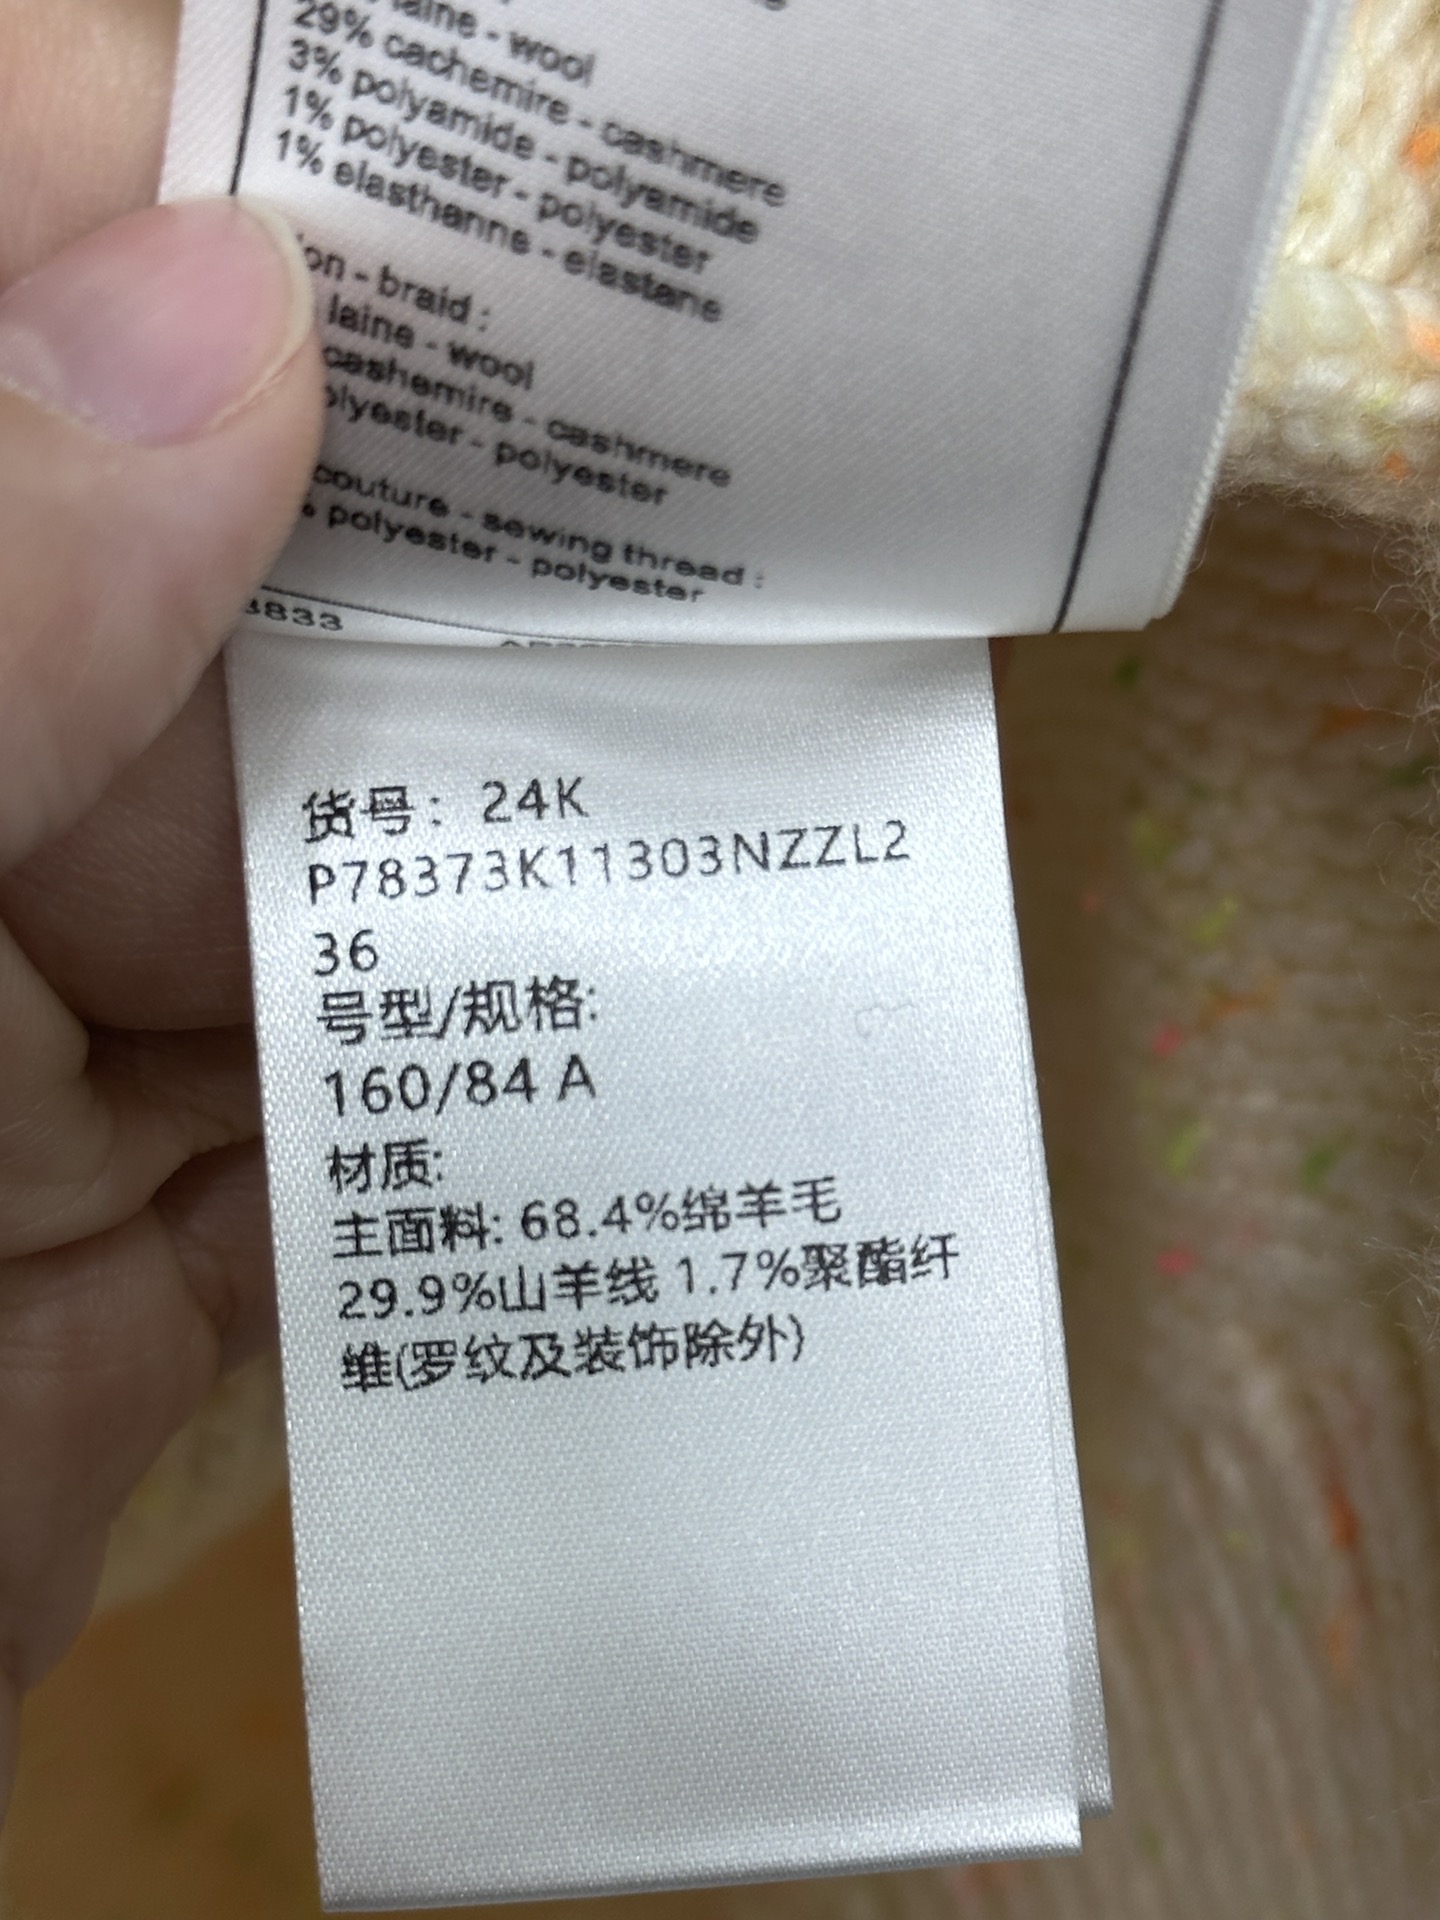 laine - wool
29% cachemire - cashmere
3% polyamide - polyamide
1% polyester - polyester
1% elasthanne - elastane
- braid :
laine - wool
cashemire - cashmere
- polyester
couture - sewing thread :
% polyester - polyester
3833
货号: 24K
P78373K11303NZZL2
36
号型/规格:
160/84 A
材质:
主面料: 68.4%绵羊毛
29.9%山羊线 1.7%聚酯纤
维(罗纹及装饰除外)